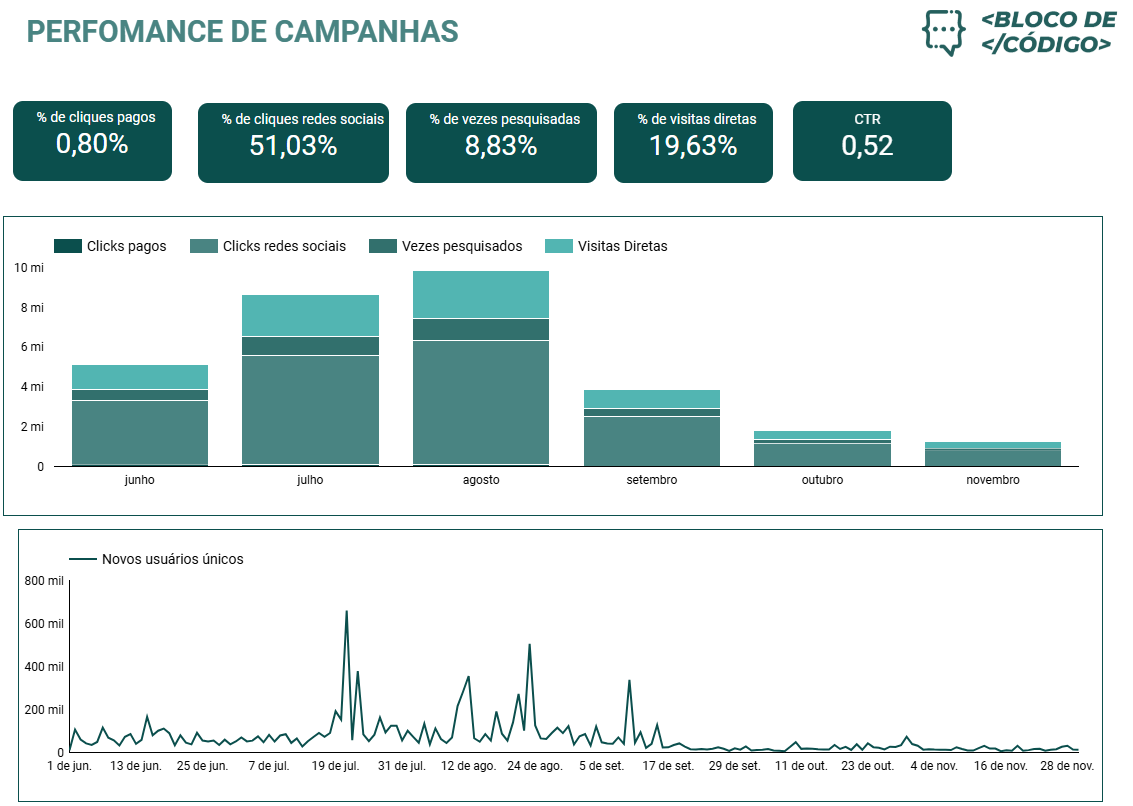 PERFOMANCE DE CAMPANHAS
<BLOCO DE
</CÓDIGO>
% de cliques pagos
0,80%
% de cliques redes sociais
51,03%
% de vezes pesquisadas
8,83%
% de visitas diretas
19,63%
CTR
0,52
Clicks pagos Clicks redes sociais Vezes pesquisados Visitas Diretas
10 mi
8 mi
6 mi
4 mi
2 mi
0
junho julho agosto setembro outubro novembro
Novos usuários únicos
800 mil
600 mil
400 mil
200 mil
0
1 de jun. 13 de jun. 25 de jun. 7 de jul. 19 de jul. 31 de jul. 12 de ago. 24 de ago. 5 de set. 17 de set. 29 de set. 11 de out. 23 de out. 4 de nov. 16 de nov. 28 de nov.